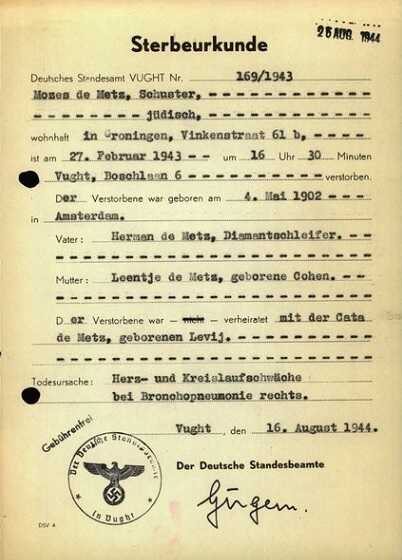 26 AUG. 1944
Sterbeurkunde
Deutsches Standesamt VUGHT Nr. 169/1943
Mozes de Metz, Schuster,
jüdisch,
wohnhaft in Groningen, Vinkenstraat 61 b,
ist am 27. Februar 1943 um 16 Uhr 30 Minuten
Vught, Boschlaan 6 verstorben.
Der Verstorbene war geboren am 4. Mai 1902
in Amsterdam.
Vater: Herman de Metz, Diamantschleifer.
Mutter: Leentje de Metz, geborene Cohen.
Der Verstorbene war nicht verheiratet mit der Cata
de Metz, geborenen Levij.
Todesursache: Herz- und Kreislaufschwäche
bei Bronchopneumonie rechts.
Gebührenfrei
Vught, den 16. August 1944.
Der Deutsche Standesbeamte
Der Deutsche Standesbeamte
in Vught
DSV 4